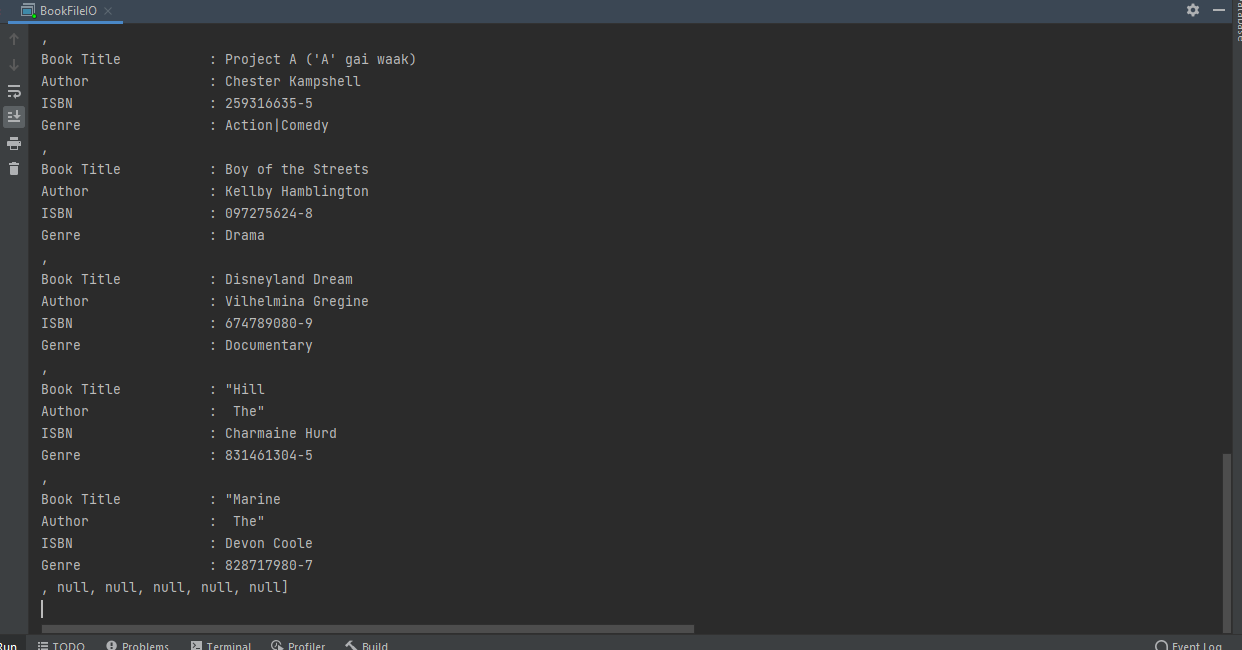 BookFileIO
,
Book Title : Project A ('A' gai waak)
Author : Chester Kampshell
ISBN : 259316635-5
Genre : Action|Comedy
,
Book Title : Boy of the Streets
Author : Kellby Hamblington
ISBN : 097275624-8
Genre : Drama
,
Book Title : Disneyland Dream
Author : Vilhelmina Gregine
ISBN : 674789080-9
Genre : Documentary
,
Book Title : "Hill
Author :  The"
ISBN : Charmaine Hurd
Genre : 831461304-5
,
Book Title : "Marine
Author :  The"
ISBN : Devon Coole
Genre : 828717980-7
, null, null, null, null, null]
Run TODO Problems Terminal Profiler Build Event Log